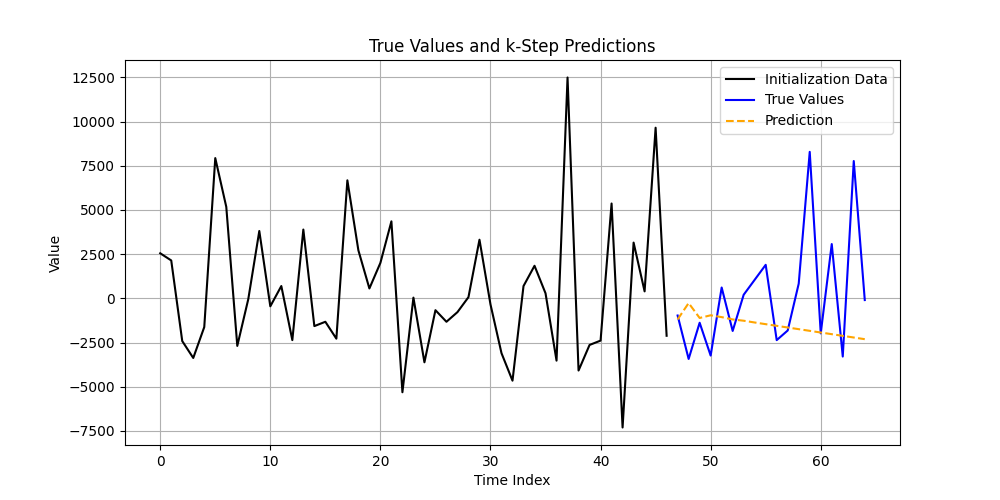 True Values and k-Step Predictions
Initialization Data
True Values
Prediction
12500
10000
7500
5000
2500
0
−2500
−5000
−7500
Value
0 10 20 30 40 50 60
Time Index